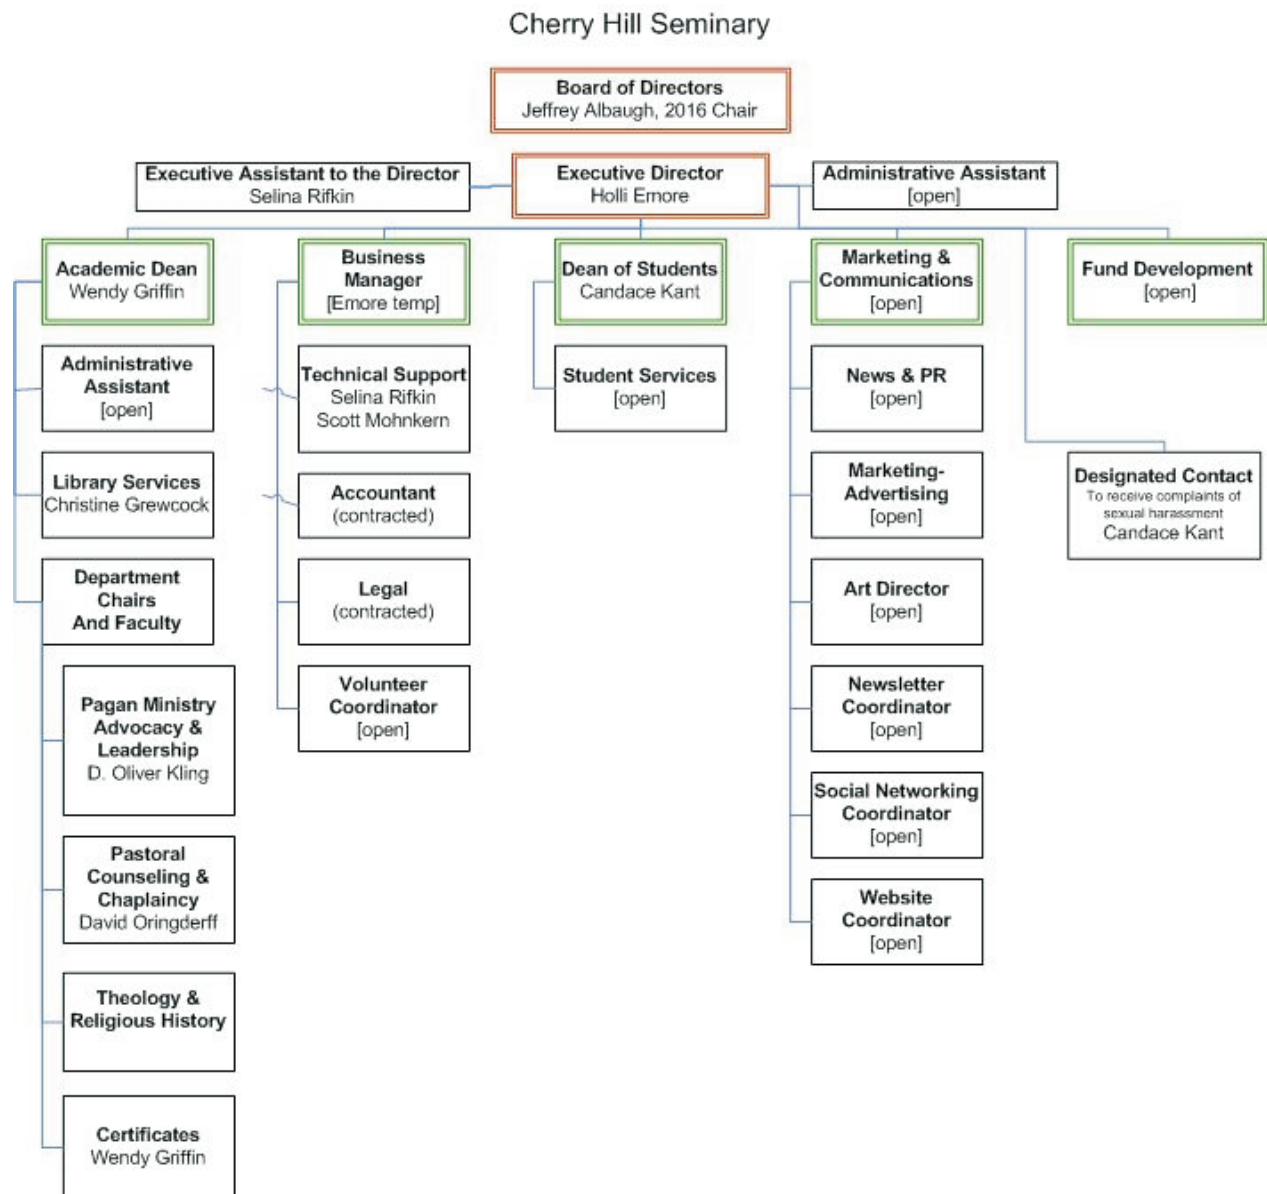 Cherry Hill Seminary
Board of Directors
Jeffrey Albaugh, 2016 Chair
Executive Assistant to the Director
Selina Rifkin
Executive Director
Holli Emore
Administrative Assistant
[open]
Academic Dean
Wendy Griffin
Business
Manager
[Emore temp]
Dean of Students
Candace Kant
Marketing &
Communications
[open]
Fund Development
[open]
Administrative
Assistant
[open]
Technical Support
Selina Rifkin
Scott Mohnkern
Student Services
[open]
News & PR
[open]
Library Services
Christine Grewcock
Accountant
(contracted)
Marketing-
Advertising
[open]
Designated Contact
To receive complaints of
sexual harassment
Candace Kant
Department
Chairs
And Faculty
Legal
(contracted)
Art Director
[open]
Pagan Ministry
Advocacy &
Leadership
D. Oliver Kling
Volunteer
Coordinator
[open]
Newsletter
Coordinator
[open]
Social Networking
Coordinator
[open]
Pastoral
Counseling &
Chaplaincy
David Oringderff
Website
Coordinator
[open]
Theology &
Religious History
Certificates
Wendy Griffin